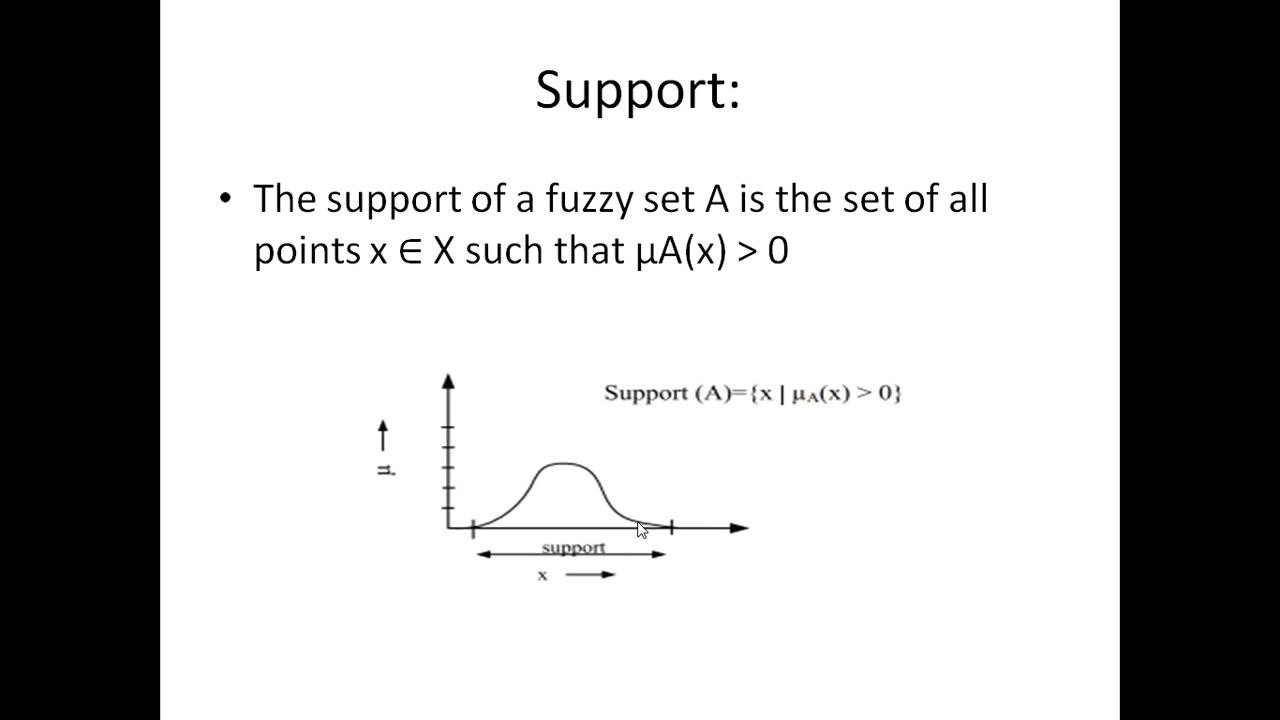 Support:
• The support of a fuzzy set A is the set of all
points x ∈ X such that µA(x) > 0
Support (A)={x | µA(x) > 0}
µ
support
x